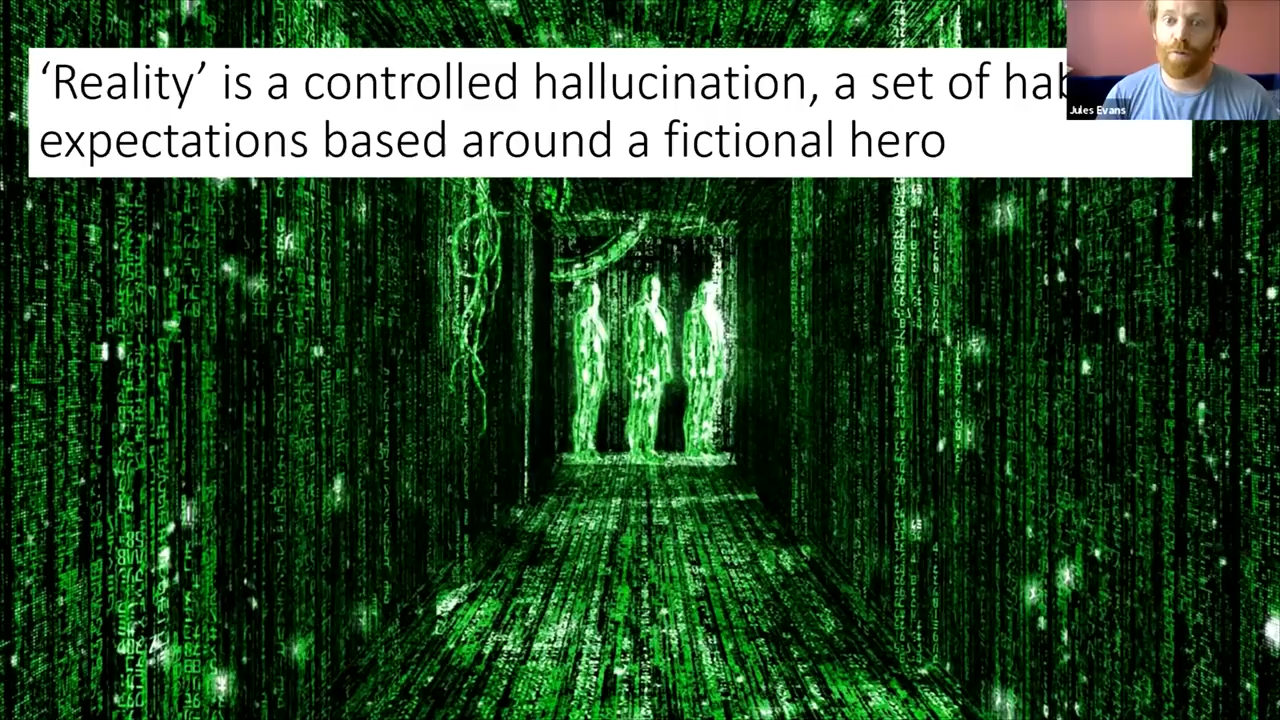 ‘Reality’ is a controlled hallucination, a set of
expectations based around a fictional hero
Jules Evans